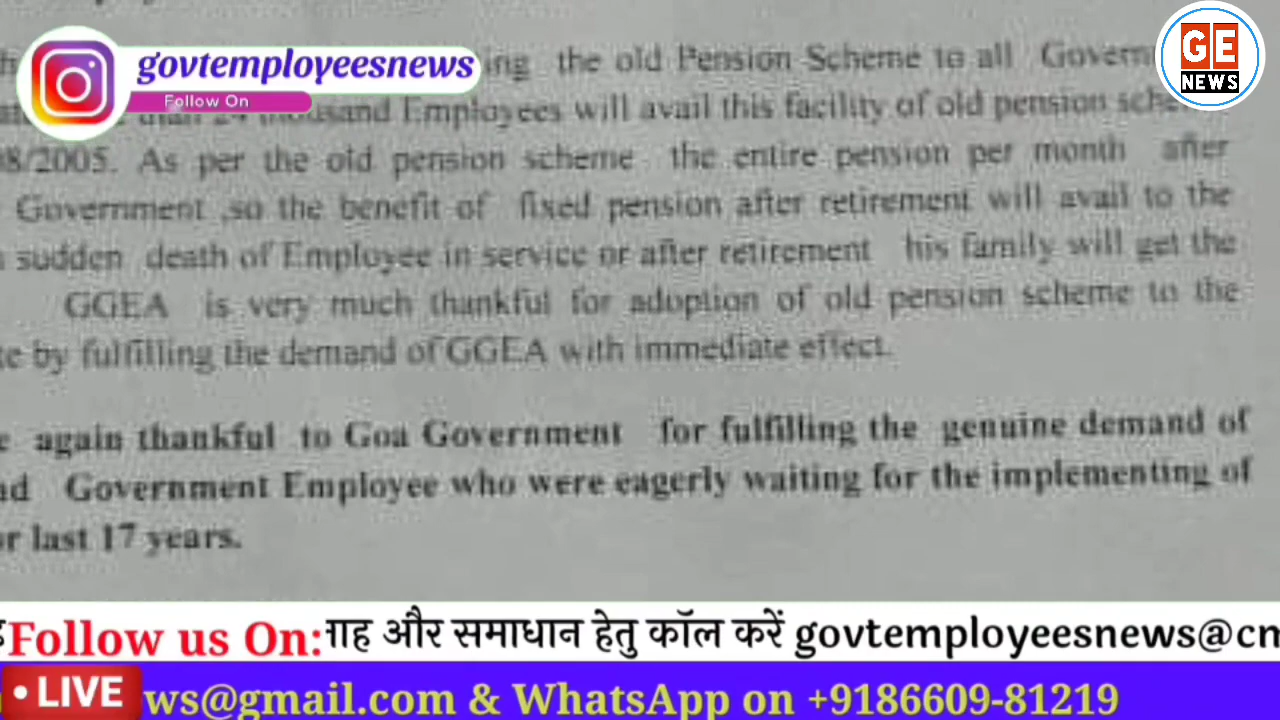 govtemployeesnews
Follow On
GE
NEWS
the old Pension Scheme to all
Employees will avail this facility of old pension
08/2005. As per the old pension scheme the entire pension per month after
Government ,so the benefit of fixed pension after retirement will avail to the
sudden death of Employee in service or after retirement his family will get the
GGEA is very much thankful for adoption of old pension scheme to the
by fulfilling the demand of GGEA with immediate effect.
again thankful to Goa Government for fulfilling the genuine demand of
Government Employee who were eagerly waiting for the implementing of
last 17 years.
Follow us On: और समाधान हेतु कॉल करें govtemployeesnews@cn
• LIVE ws@gmail.com & WhatsApp on +9186609-81219